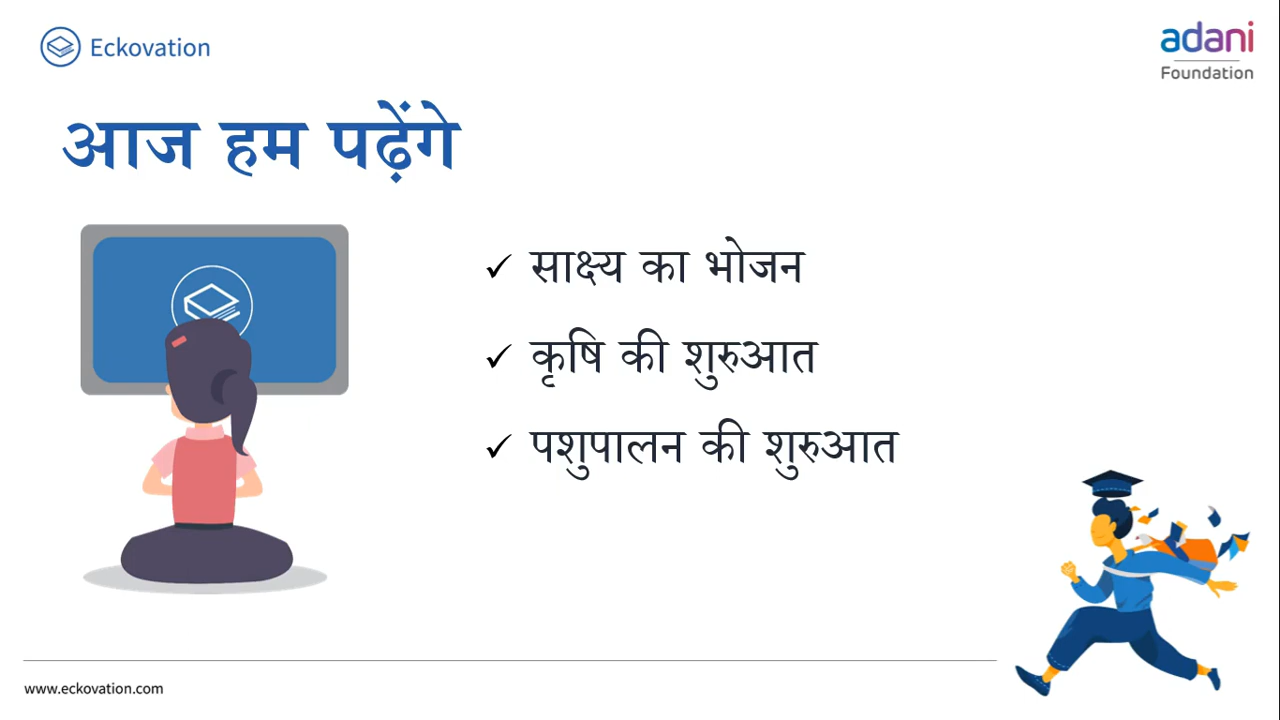 Eckovation
adani
Foundation
आज हम पढ़ेंगे
✓ साक्ष्य का भोजन
✓ कृषि की शुरुआत
✓ पशुपालन की शुरुआत
www.eckovation.com